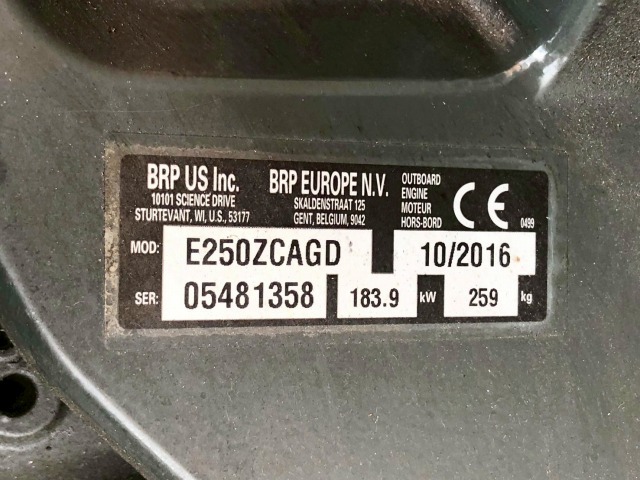 BRP US Inc.
10101 SCIENCE DRIVE
STURTEVANT, WI, U.S., 53177
BRP EUROPE N.V.
SKALDENSTRAAT 125
GENT, BELGIUM, 9042
OUTBOARD
ENGINE
MOTEUR
HORS-BORD
CE 0499
MOD: E250ZCAGD 10/2016
SER: 05481358 183.9 kW 259 kg